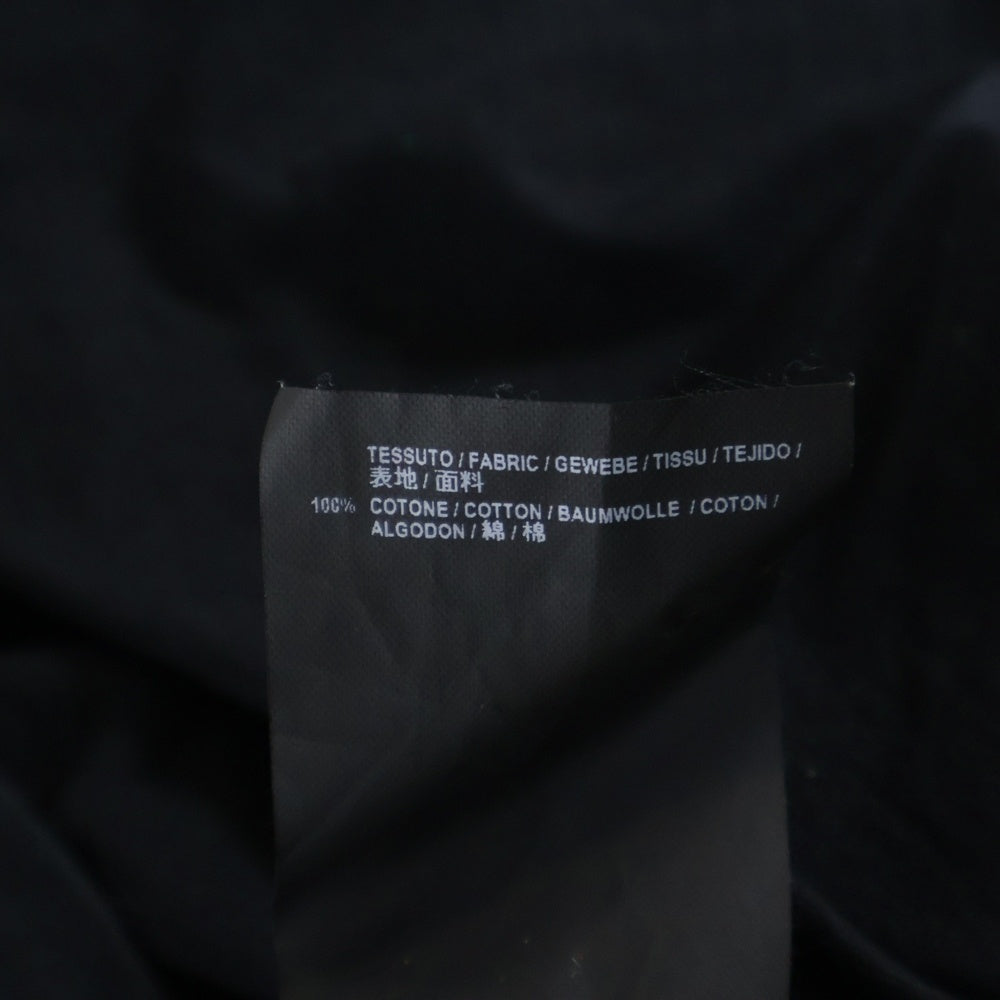 TESSUTO / FABRIC / GEWEBE / TISSU / TEJIDO /
表地 / 面料
100% COTONE / COTTON / BAUMWOLLE / COTON /
ALGODON / 綿 / 棉